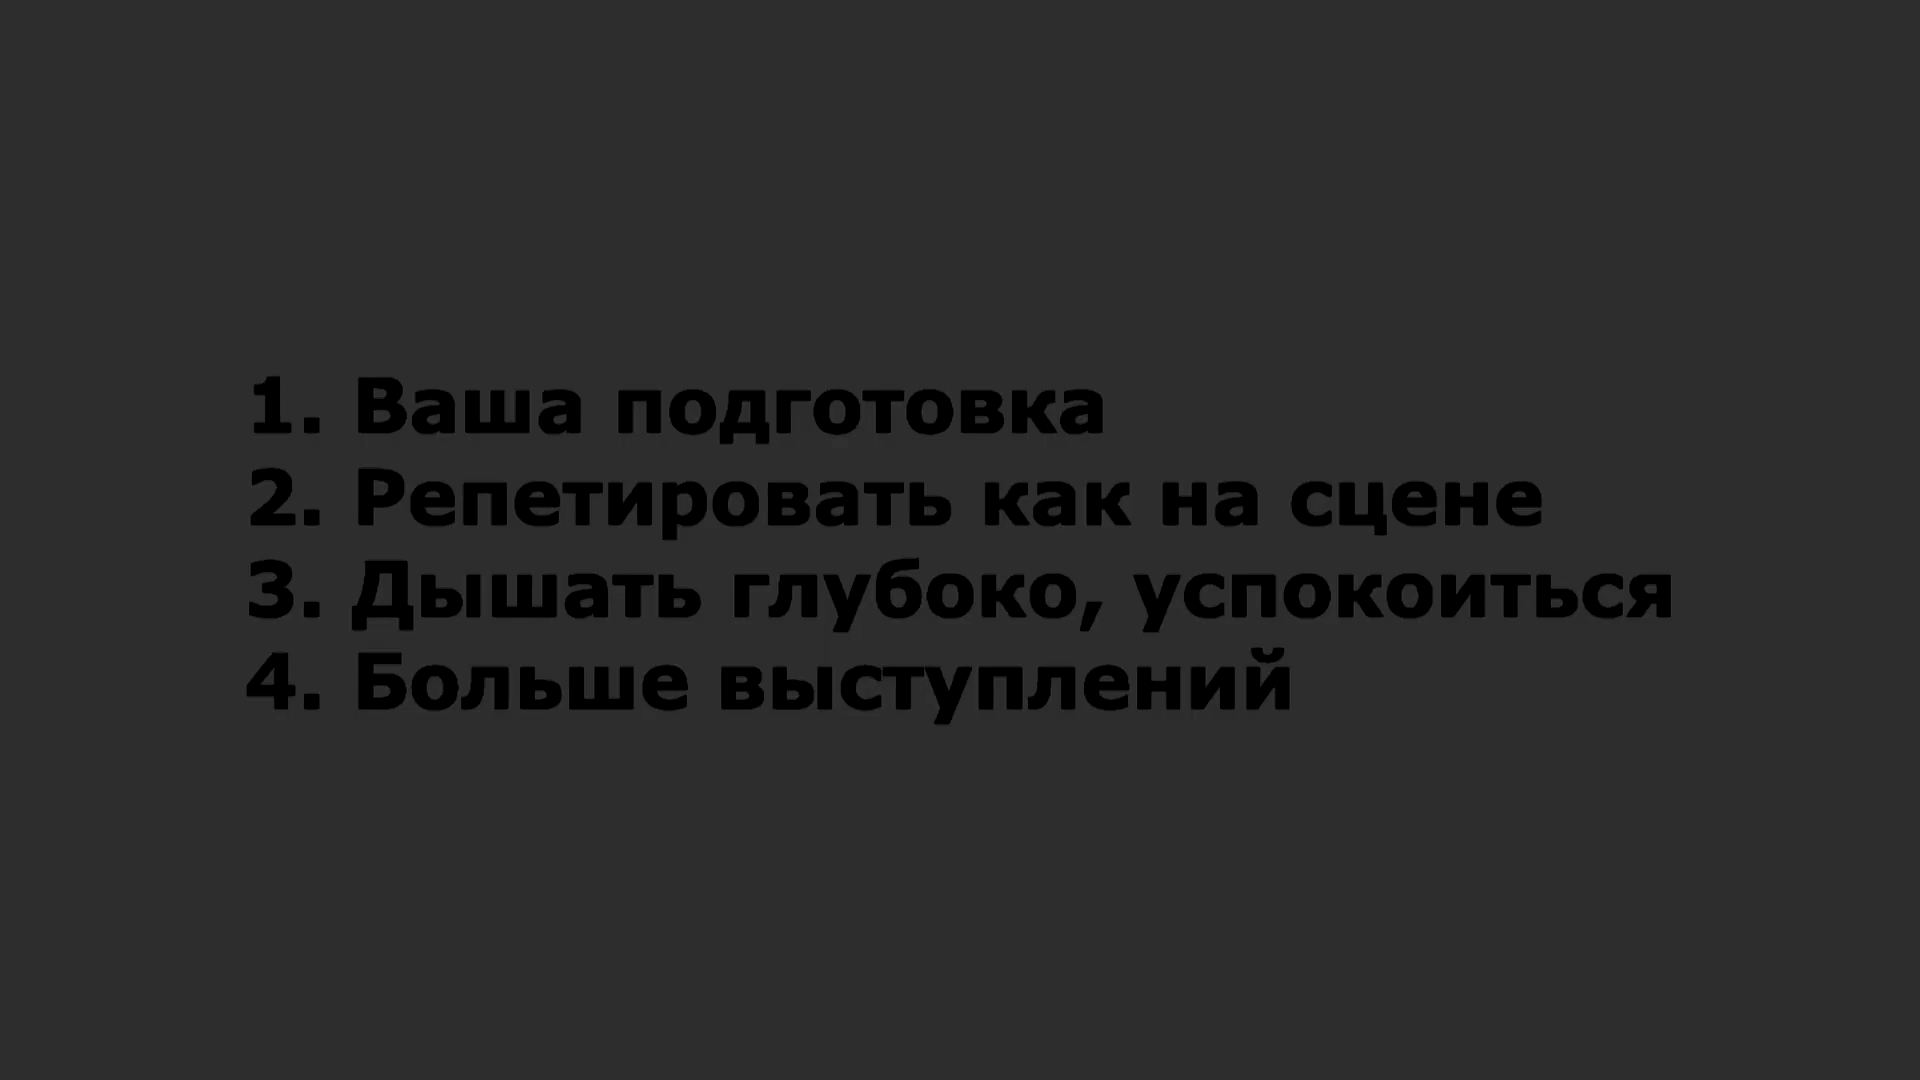 1. Ваша подготовка
2. Репетировать как на сцене
3. Дышать глубоко, успокоиться
4. Больше выступлений